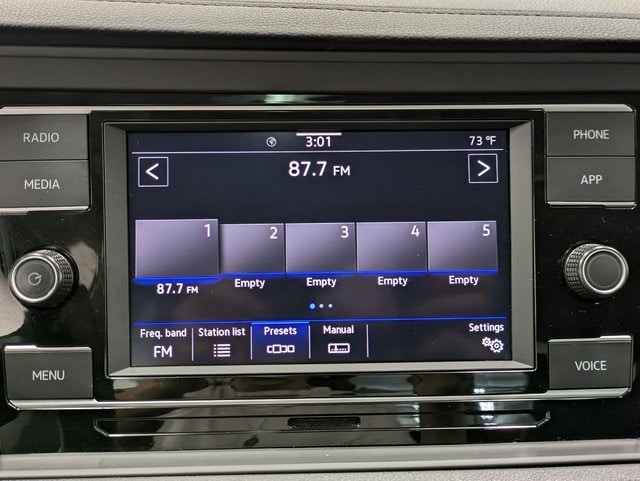 RADIO
MEDIA
MENU
3:01
73 °F
<
87.7 FM
>
1
2
3
4
5
87.7 FM
Empty
Empty
Empty
Empty
Freq. band
FM
Station list
Presets
Manual
Settings
PHONE
APP
VOICE